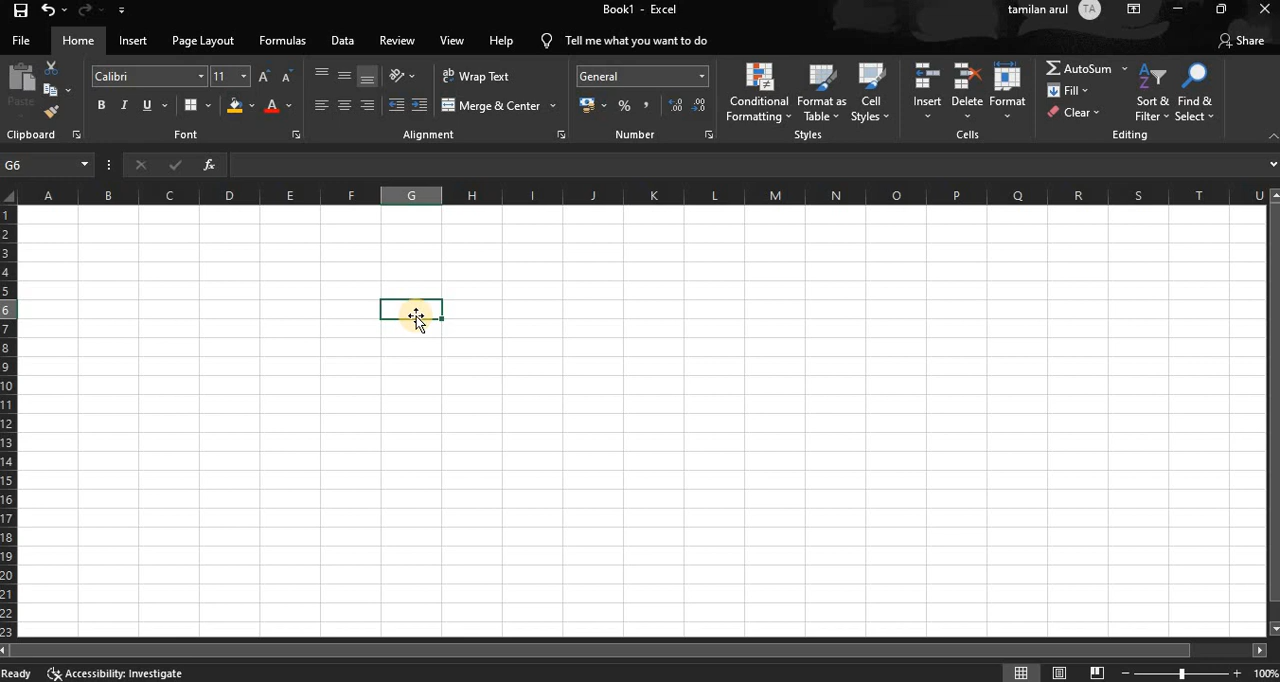 Book1 - Excel
tamilan arul TA
File Home Insert Page Layout Formulas Data Review View Help Tell me what you want to do Share
Paste
Calibri 11
B I U A
ab Wrap Text
Merge & Center
General
% ,
Conditional Formatting
Format as Table
Cell Styles
Insert Delete Format
AutoSum
Fill
Clear
Sort & Filter
Find & Select
Clipboard Font Alignment Number Styles Cells Editing
G6 fx
A B C D E F G H I J K L M N O P Q R S T U
1
2
3
4
5
6
7
8
9
10
11
12
13
14
15
16
17
18
19
20
21
22
23
Ready Accessibility: Investigate 100%